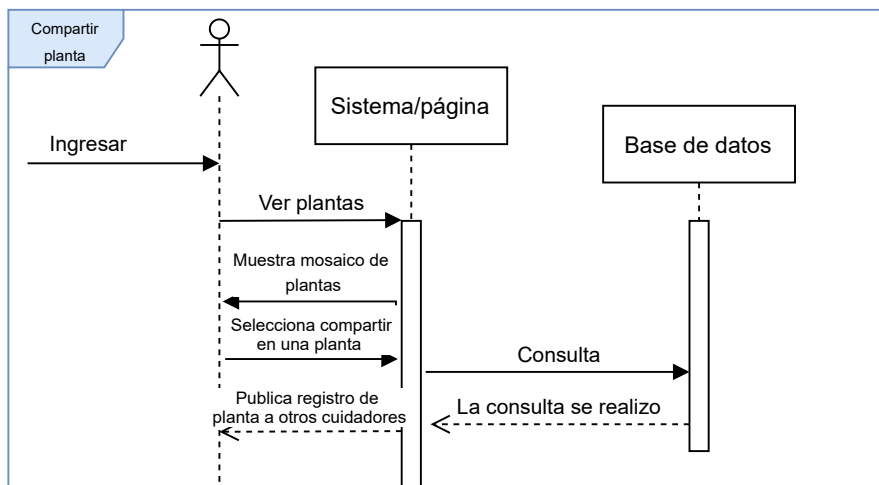 Compartir
planta
Sistema/página
Base de datos
Ingresar
Ver plantas
Muestra mosaico de
plantas
Selecciona compartir
en una planta
Consulta
Publica registro de
planta a otros cuidadores
La consulta se realizo